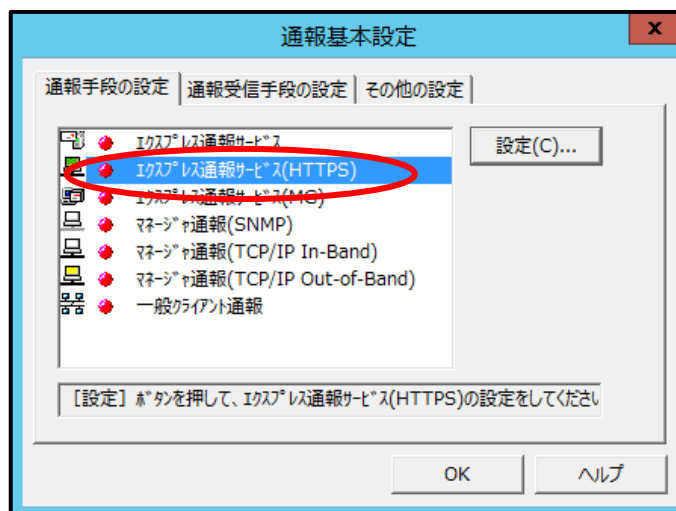 通報基本設定
x
通報手段の設定 通報受信手段の設定 その他の設定
ｴｸｽﾌﾟﾚｽ通報ｻｰﾋﾞｽ
ｴｸｽﾌﾟﾚｽ通報ｻｰﾋﾞｽ(HTTPS)
ｴｸｽﾌﾟﾚｽ通報ｻｰﾋﾞｽ(MG)
ﾏﾈｰｼﾞｬ通報(SNMP)
ﾏﾈｰｼﾞｬ通報(TCP/IP In-Band)
ﾏﾈｰｼﾞｬ通報(TCP/IP Out-of-Band)
一般ｸﾗｲｱﾝﾄ通報
設定(C)...
［設定］ﾎﾞﾀﾝを押して、ｴｸｽﾌﾟﾚｽ通報ｻｰﾋﾞｽ(HTTPS)の設定をしてくださ
OK ヘルプ